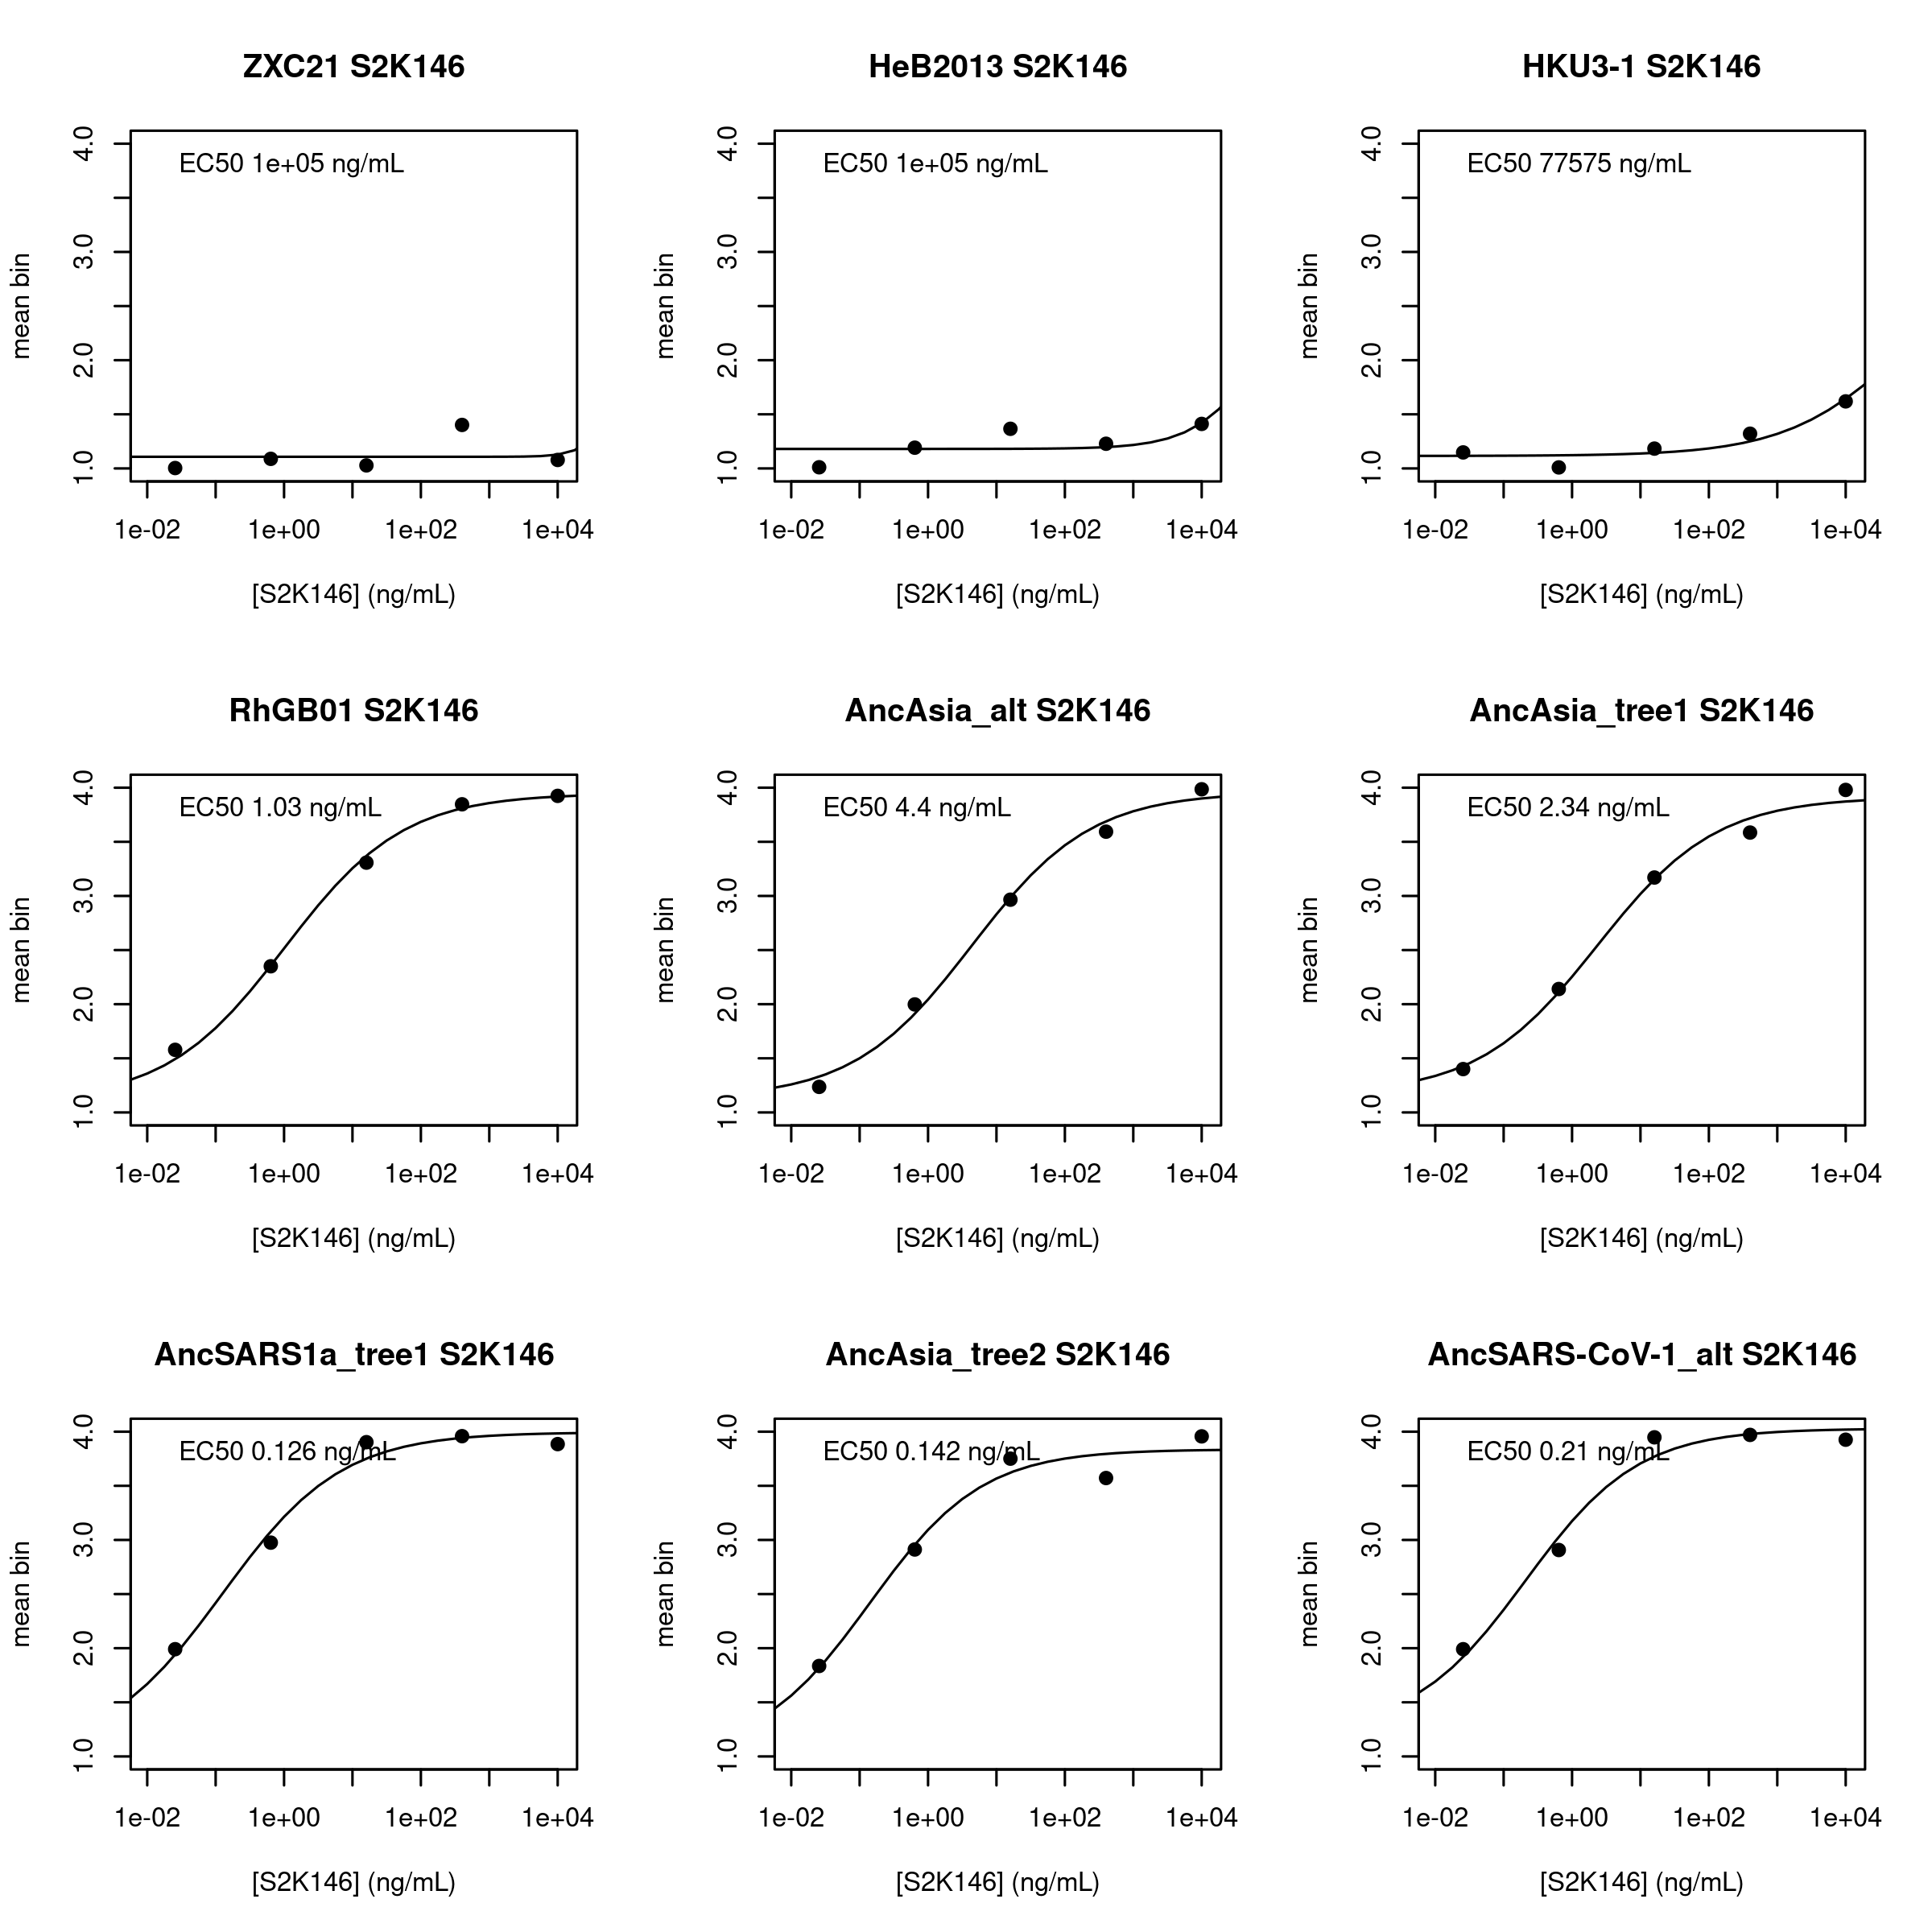 ZXC21 S2K146
EC50 1e+05 ng/mL
mean bin
4.0
3.0
2.0
1.0
1e-02 1e+00 1e+02 1e+04
[S2K146] (ng/mL)
HeB2013 S2K146
EC50 1e+05 ng/mL
mean bin
4.0
3.0
2.0
1.0
1e-02 1e+00 1e+02 1e+04
[S2K146] (ng/mL)
HKU3-1 S2K146
EC50 77575 ng/mL
mean bin
4.0
3.0
2.0
1.0
1e-02 1e+00 1e+02 1e+04
[S2K146] (ng/mL)
RhGB01 S2K146
EC50 1.03 ng/mL
mean bin
4.0
3.0
2.0
1.0
1e-02 1e+00 1e+02 1e+04
[S2K146] (ng/mL)
AncAsia_alt S2K146
EC50 4.4 ng/mL
mean bin
4.0
3.0
2.0
1.0
1e-02 1e+00 1e+02 1e+04
[S2K146] (ng/mL)
AncAsia_tree1 S2K146
EC50 2.34 ng/mL
mean bin
4.0
3.0
2.0
1.0
1e-02 1e+00 1e+02 1e+04
[S2K146] (ng/mL)
AncSARS1a_tree1 S2K146
EC50 0.126 ng/mL
mean bin
4.0
3.0
2.0
1.0
1e-02 1e+00 1e+02 1e+04
[S2K146] (ng/mL)
AncAsia_tree2 S2K146
EC50 0.142 ng/mL
mean bin
4.0
3.0
2.0
1.0
1e-02 1e+00 1e+02 1e+04
[S2K146] (ng/mL)
AncSARS-CoV-1_alt S2K146
EC50 0.21 ng/mL
mean bin
4.0
3.0
2.0
1.0
1e-02 1e+00 1e+02 1e+04
[S2K146] (ng/mL)